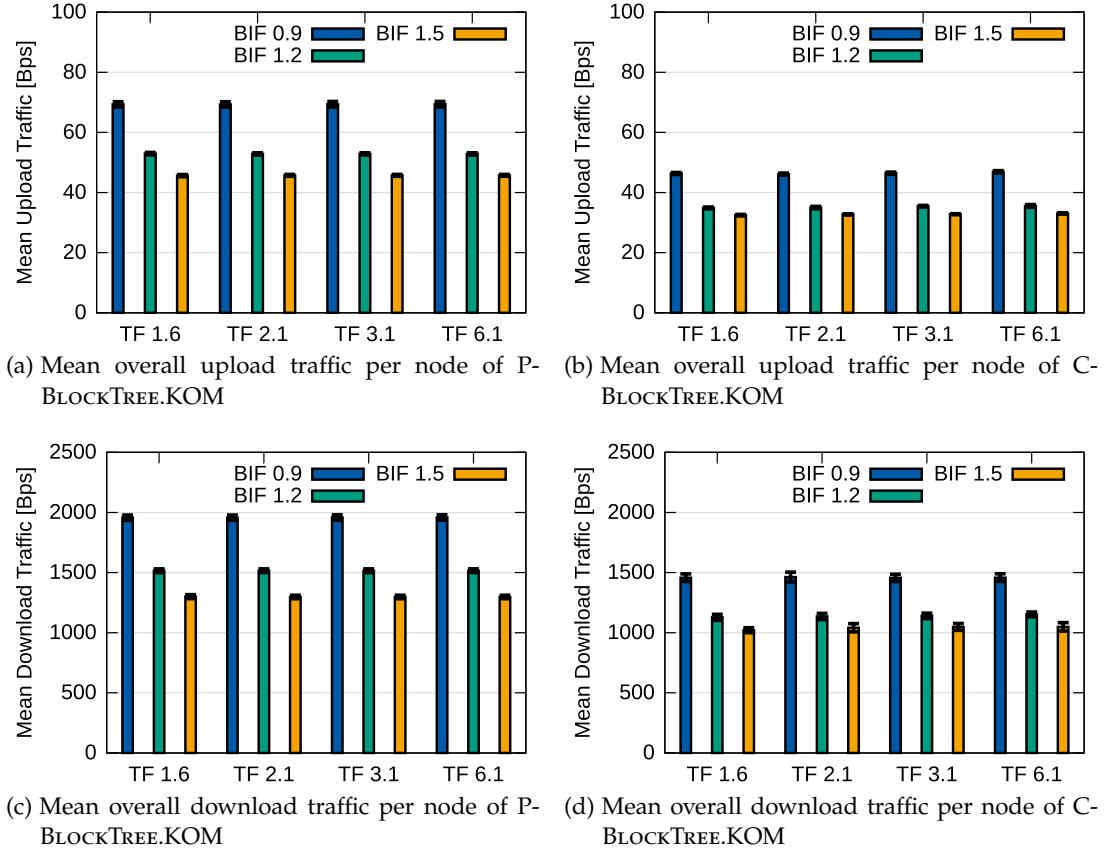 100
80
60
40
20
0
Mean Upload Traffic [Bps]
BIF 0.9
BIF 1.2
BIF 1.5
TF 1.6 TF 2.1 TF 3.1 TF 6.1
(a) Mean overall upload traffic per node of P-
BLOCKTREE.KOM
100
80
60
40
20
0
Mean Upload Traffic [Bps]
BIF 0.9
BIF 1.2
BIF 1.5
TF 1.6 TF 2.1 TF 3.1 TF 6.1
(b) Mean overall upload traffic per node of C-
BLOCKTREE.KOM
2500
2000
1500
1000
500
0
Mean Download Traffic [Bps]
BIF 0.9
BIF 1.2
BIF 1.5
TF 1.6 TF 2.1 TF 3.1 TF 6.1
(c) Mean overall download traffic per node of P-
BLOCKTREE.KOM
2500
2000
1500
1000
500
0
Mean Download Traffic [Bps]
BIF 0.9
BIF 1.2
BIF 1.5
TF 1.6 TF 2.1 TF 3.1 TF 6.1
(d) Mean overall download traffic per node of C-
BLOCKTREE.KOM